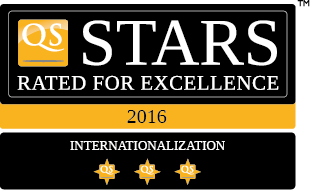 TM
QS STARS
RATED FOR EXCELLENCE
2016
INTERNATIONALIZATION
QS QS QS